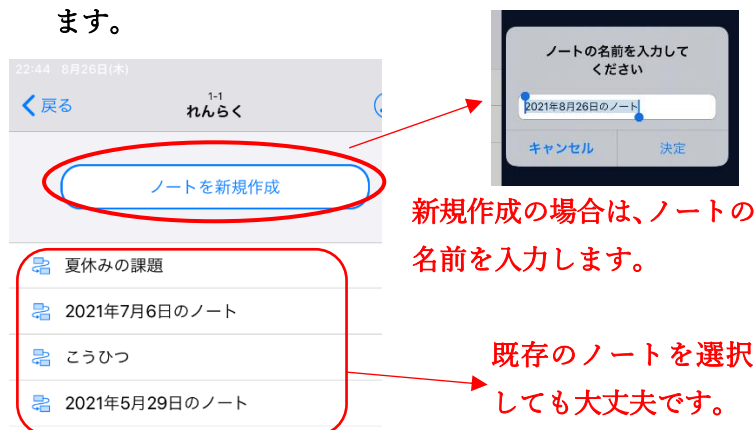 ます。
22:44 8月26日(木)
戻る
1-1
れんらく
ノートを新規作成
夏休みの課題
2021年7月6日のノート
こうひつ
2021年5月29日のノート
ノートの名前を入力して
ください
2021年8月26日のノート
キャンセル 決定
新規作成の場合は、ノートの
名前を入力します。
既存のノートを選択
しても大丈夫です。